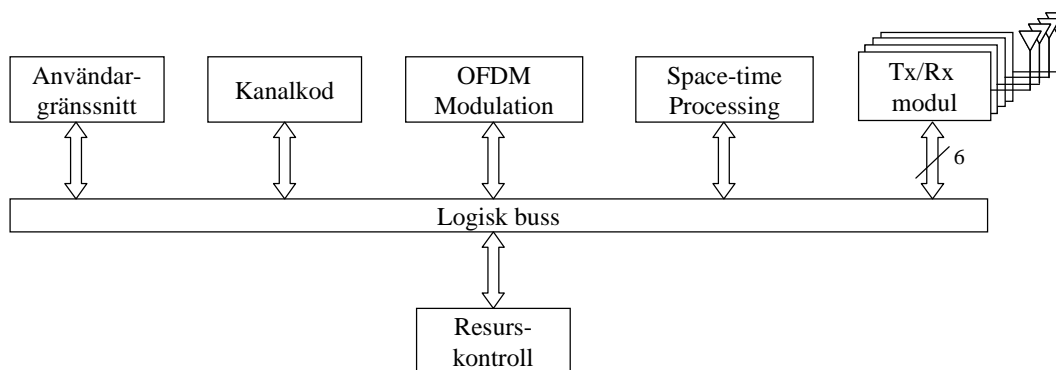 Användar-
gränssnitt
Kanalkod
OFDM
Modulation
Space-time
Processing
Tx/Rx
modul
6
Logisk buss
Resurs-
kontroll